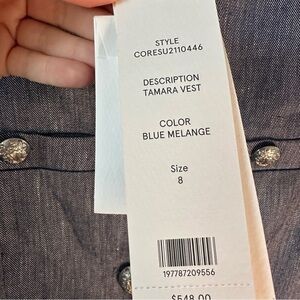 STYLE
CORESU2110446
DESCRIPTION
TAMARA VEST
COLOR
BLUE MELANGE
Size
8
197787209556
$548.00